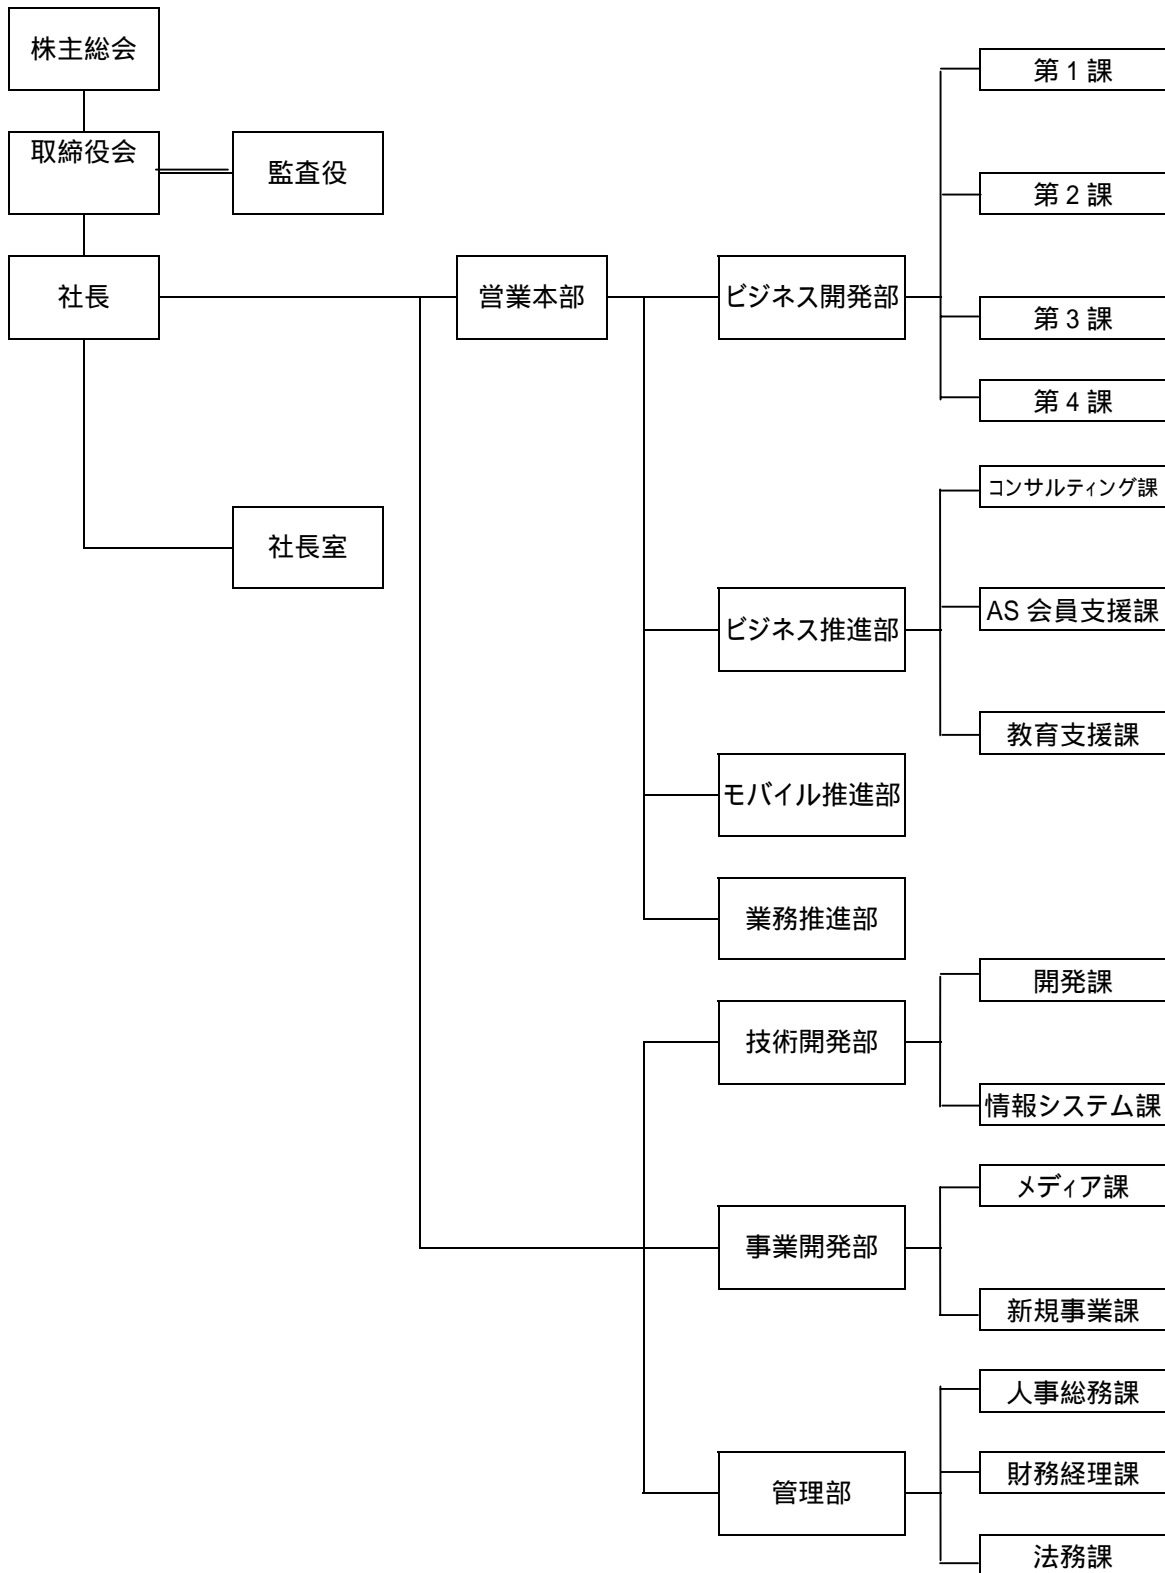 株主総会
取締役会
監査役
社長
社長室
営業本部
ビジネス開発部
第1課
第2課
第3課
第4課
ビジネス推進部
コンサルティング課
AS 会員支援課
教育支援課
モバイル推進部
業務推進部
技術開発部
開発課
情報システム課
事業開発部
メディア課
新規事業課
管理部
人事総務課
財務経理課
法務課